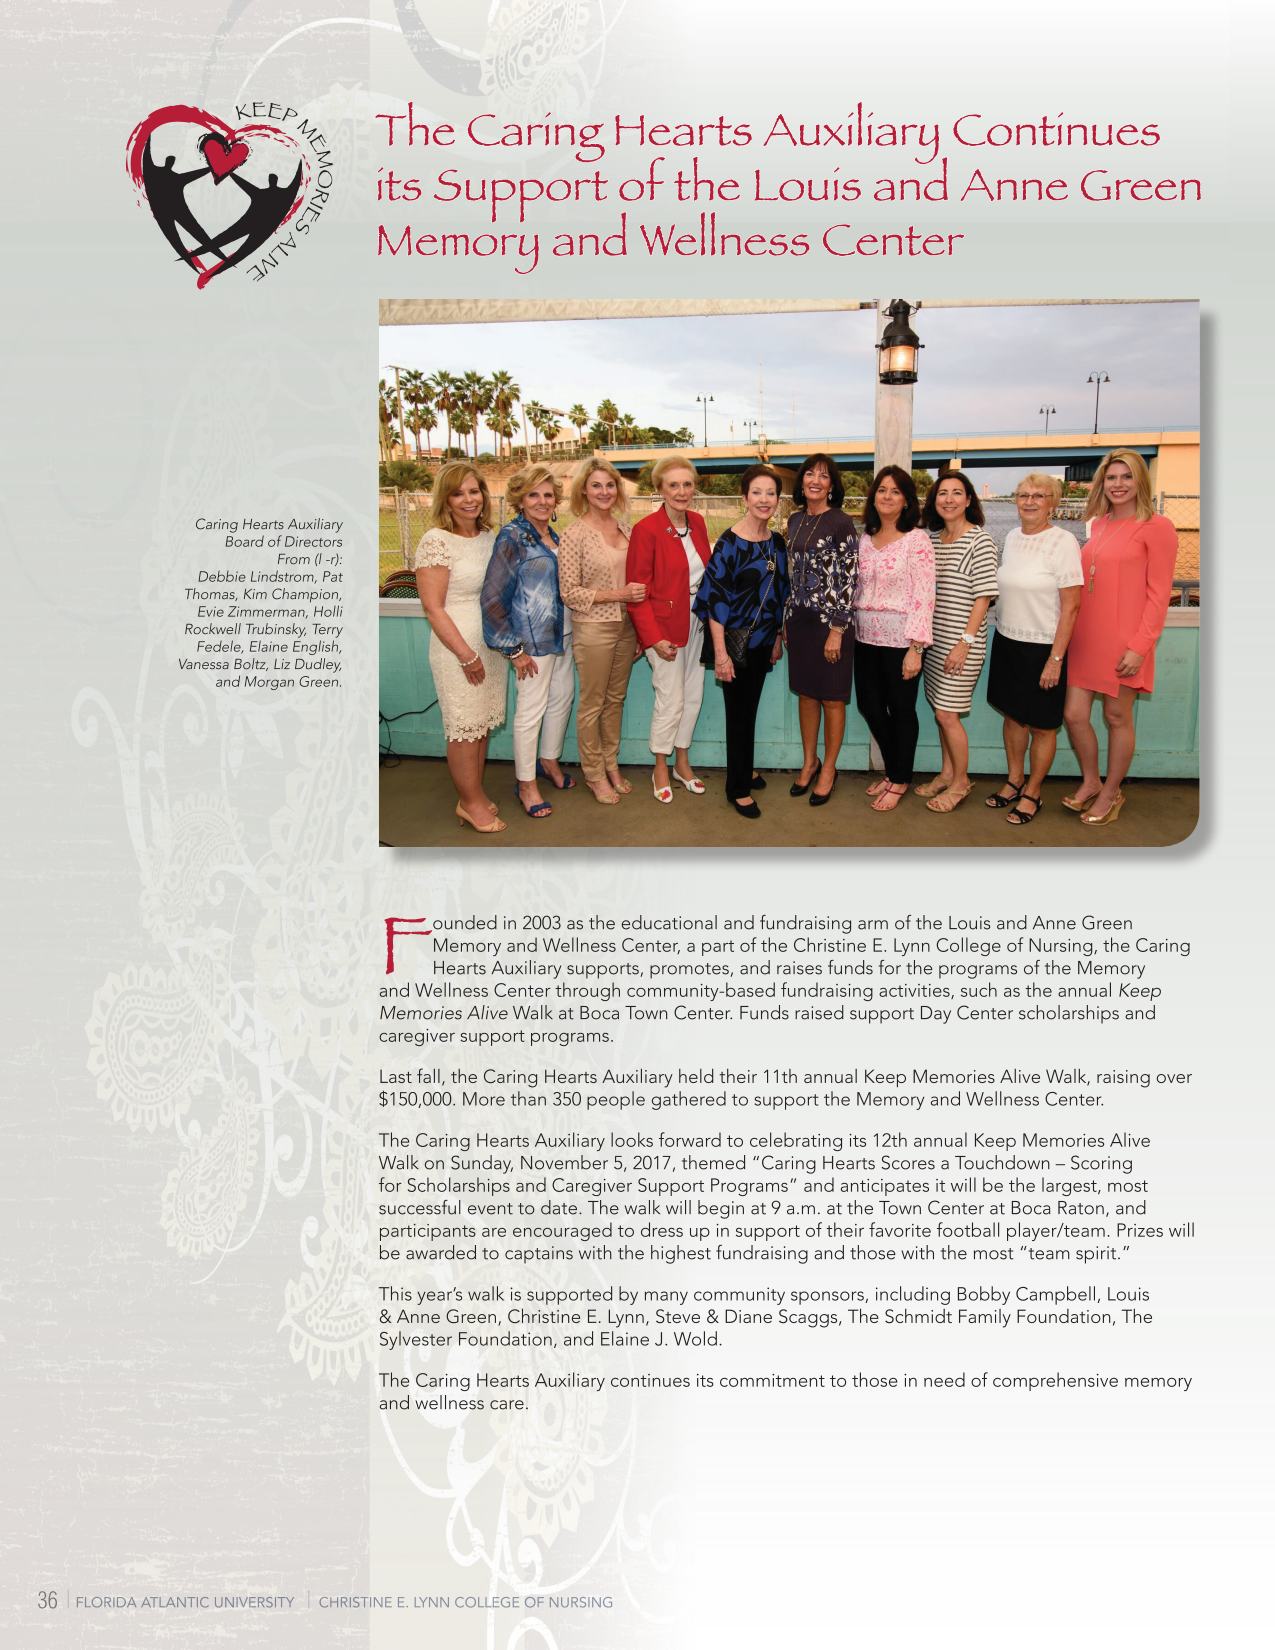 KEEP MEMORIES ALIVE
The Caring Hearts Auxiliary Continues
its Support of the Louis and Anne Green
Memory and Wellness Center
Caring Hearts Auxiliary
Board of Directors
From (l -r):
Debbie Lindstrom, Pat
Thomas, Kim Champion,
Evie Zimmerman, Holli
Rockwell Trubinsky, Terry
Fedele, Elaine English,
Vanessa Boltz, Liz Dudley,
and Morgan Green.
Founded in 2003 as the educational and fundraising arm of the Louis and Anne Green
Memory and Wellness Center, a part of the Christine E. Lynn College of Nursing, the Caring
Hearts Auxiliary supports, promotes, and raises funds for the programs of the Memory
and Wellness Center through community-based fundraising activities, such as the annual Keep
Memories Alive Walk at Boca Town Center. Funds raised support Day Center scholarships and
caregiver support programs.
Last fall, the Caring Hearts Auxiliary held their 11th annual Keep Memories Alive Walk, raising over
$150,000. More than 350 people gathered to support the Memory and Wellness Center.
The Caring Hearts Auxiliary looks forward to celebrating its 12th annual Keep Memories Alive
Walk on Sunday, November 5, 2017, themed “Caring Hearts Scores a Touchdown – Scoring
for Scholarships and Caregiver Support Programs” and anticipates it will be the largest, most
successful event to date. The walk will begin at 9 a.m. at the Town Center at Boca Raton, and
participants are encouraged to dress up in support of their favorite football player/team. Prizes will
be awarded to captains with the highest fundraising and those with the most “team spirit.”
This year’s walk is supported by many community sponsors, including Bobby Campbell, Louis
& Anne Green, Christine E. Lynn, Steve & Diane Scaggs, The Schmidt Family Foundation, The
Sylvester Foundation, and Elaine J. Wold.
The Caring Hearts Auxiliary continues its commitment to those in need of comprehensive memory
and wellness care.
36 | FLORIDA ATLANTIC UNIVERSITY | CHRISTINE E. LYNN COLLEGE OF NURSING